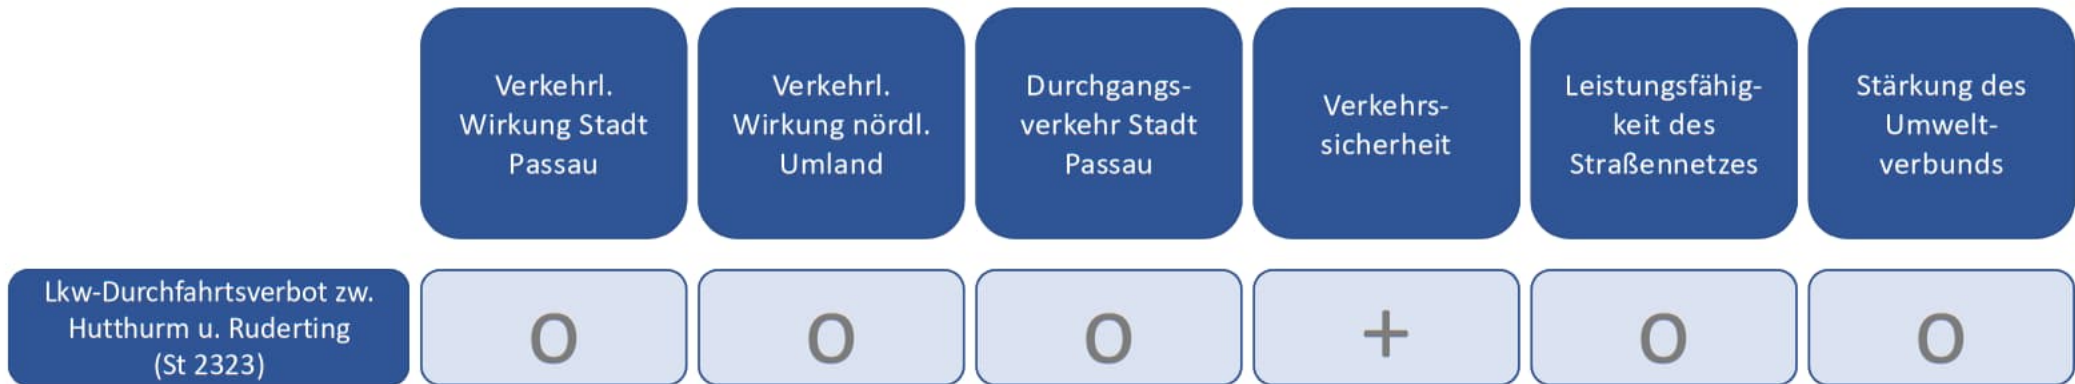 Verkehrl.
Wirkung Stadt
Passau
Verkehrl.
Wirkung nördl.
Umland
Durchgangs-
verkehr Stadt
Passau
Verkehrs-
sicherheit
Leistungsfähig-
keit des
Straßennetzes
Stärkung des
Umwelt-
verbunds
Lkw-Durchfahrtsverbot zw.
Hutthurm u. Ruderting
(St 2323)
o
o
o
+
o
o